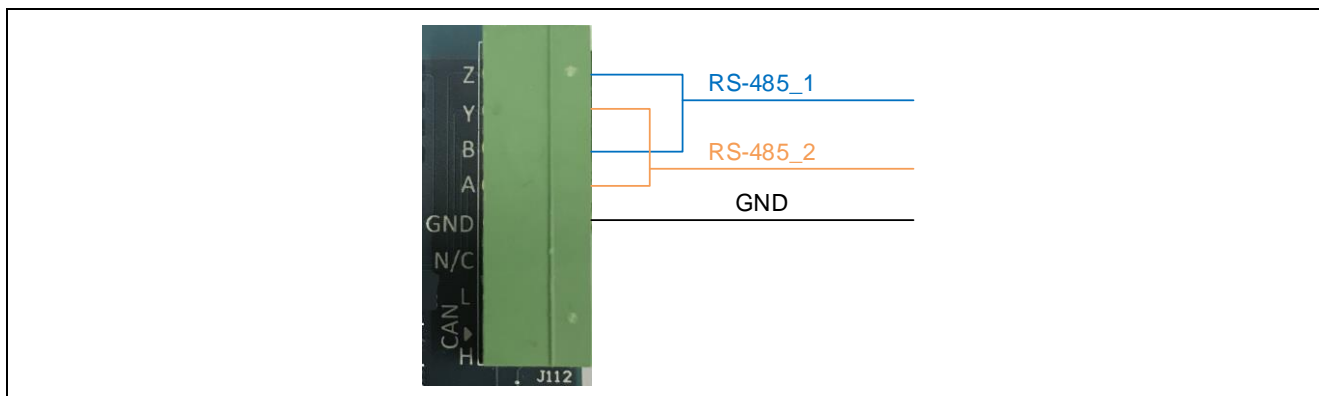 Z
RS-485_1
Y
B
RS-485_2
A
GND
GND
N/C
L
CAN
H
J112